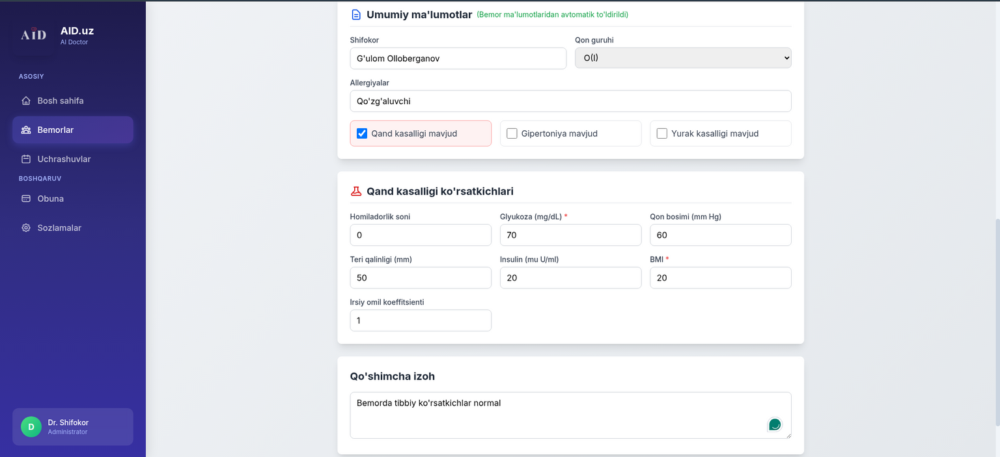 AiD
AID.uz
AI Doctor
ASOSIY
Bosh sahifa
Bemorlar
Uchrashuvlar
BOSHQARUV
Obuna
Sozlamalar
D
Dr. Shifokor
Administrator
Umumiy ma'lumotlar (Bemor ma'lumotlaridan avtomatik to'ldirildi)
Shifokor Qon guruhi
G'ulom Olloberganov O(I)
Allergiyalar
Qo'zg'aluvchi
Qand kasalligi mavjud Gipertoniya mavjud Yurak kasalligi mavjud
Qand kasalligi ko'rsatkichlari
Homiladorlik soni Glyukoza (mg/dL) * Qon bosimi (mm Hg)
0 70 60
Teri qalinligi (mm) Insulin (mu U/ml) BMI *
50 20 20
Irsiy omil koeffitsienti
1
Qo'shimcha izoh
Bemorda tibbiy ko'rsatkichlar normal